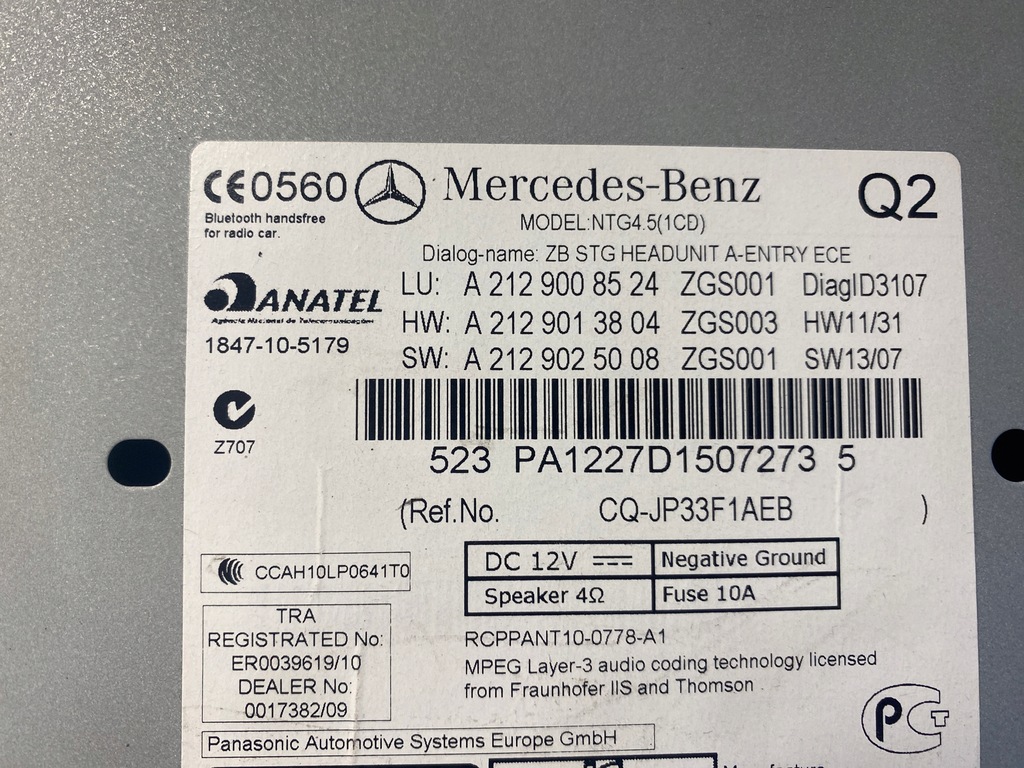 CE0560
Bluetooth handsfree
for radio car.
Mercedes-Benz
Q2
MODEL:NTG4.5(1CD)
Dialog-name: ZB STG HEADUNIT A-ENTRY ECE
LU: A 212 900 85 24 ZGS001 DiagID3107
HW: A 212 901 38 04 ZGS003 HW11/31
SW: A 212 902 50 08 ZGS001 SW13/07
ANATEL
Agência Nacional de Telecomunicações
1847-10-5179
Z707
523 PA1227D1507273 5
(Ref.No. CQ-JP33F1AEB )
CCAH10LP0641T0
DC 12V Negative Ground
Speaker 4Ω Fuse 10A
TRA
REGISTRATED No:
ER0039619/10
DEALER No:
0017382/09
RCPPANT10-0778-A1
MPEG Layer-3 audio coding technology licensed
from Fraunhofer IIS and Thomson
Panasonic Automotive Systems Europe GmbH